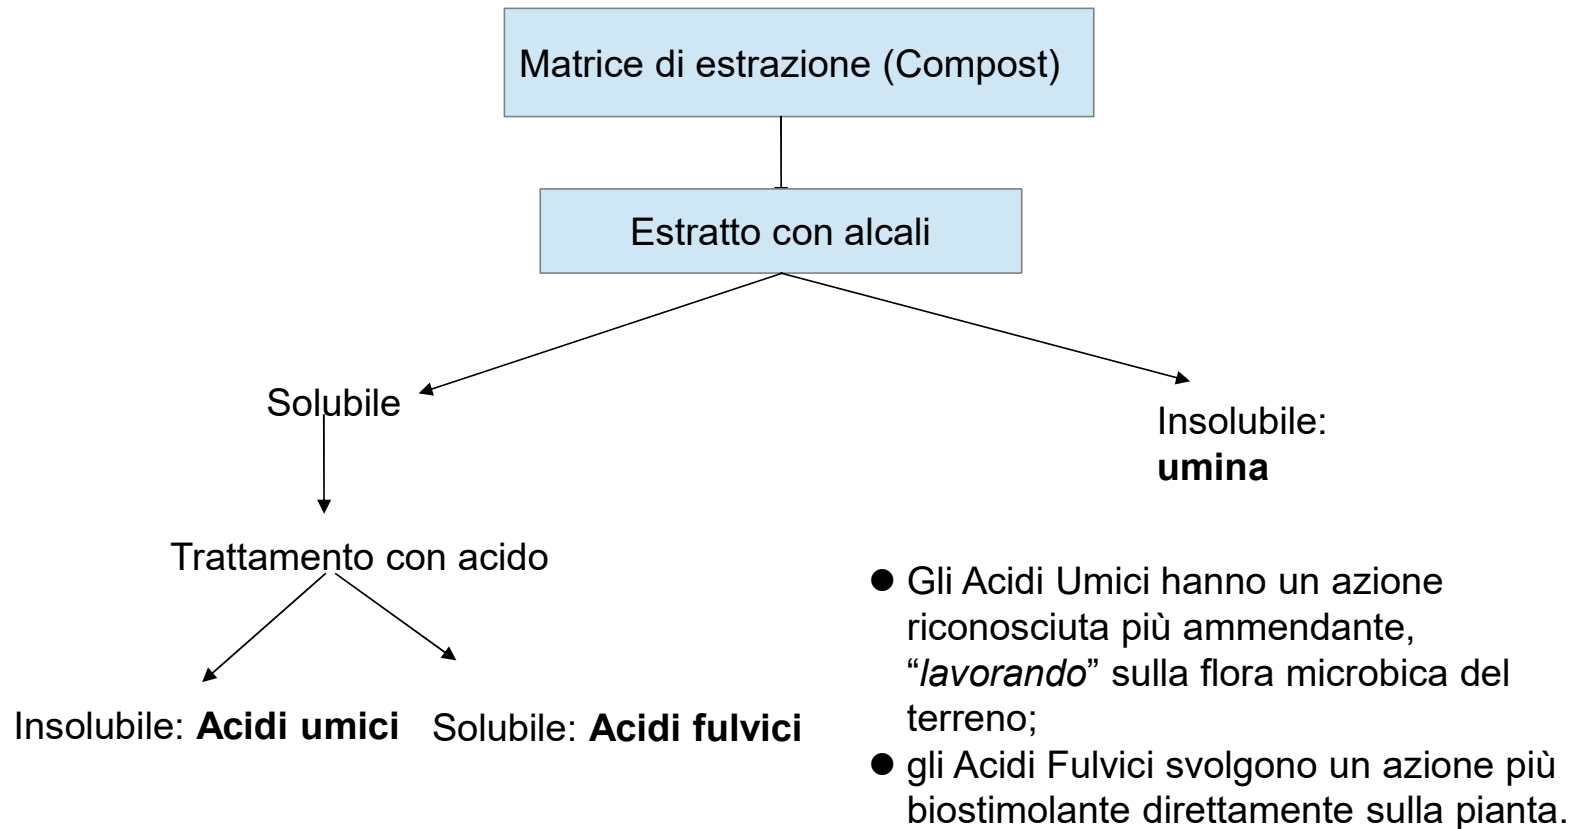 Matrice di estrazione (Compost)
Estratto con alcali
Solubile
Insolubile:
umina
Trattamento con acido
Insolubile: Acidi umici
Solubile: Acidi fulvici
● Gli Acidi Umici hanno un azione
riconosciuta più ammendante,
“lavorando” sulla flora microbica del
terreno;
● gli Acidi Fulvici svolgono un azione più
biostimolante direttamente sulla pianta.